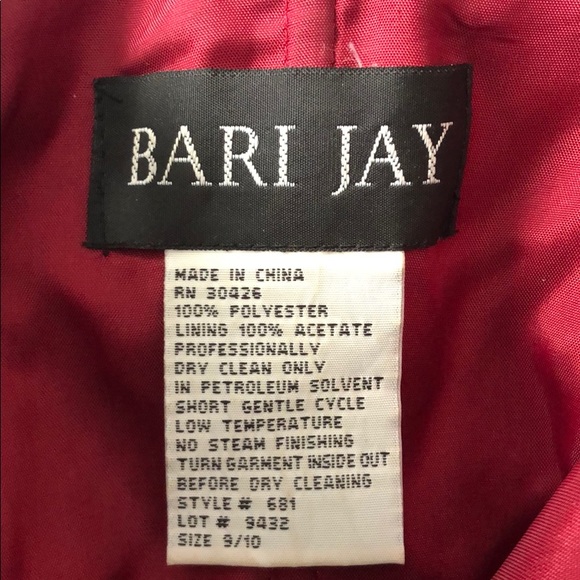 BARI JAY
MADE IN CHINA
RN 30426
100% POLYESTER
LINING 100% ACETATE
PROFESSIONALLY
DRY CLEAN ONLY
IN PETROLEUM SOLVENT
SHORT GENTLE CYCLE
LOW TEMPERATURE
NO STEAM FINISHING
TURN GARMENT INSIDE OUT
BEFORE DRY CLEANING
STYLE# 681
LOT # 9432
SIZE 9/10